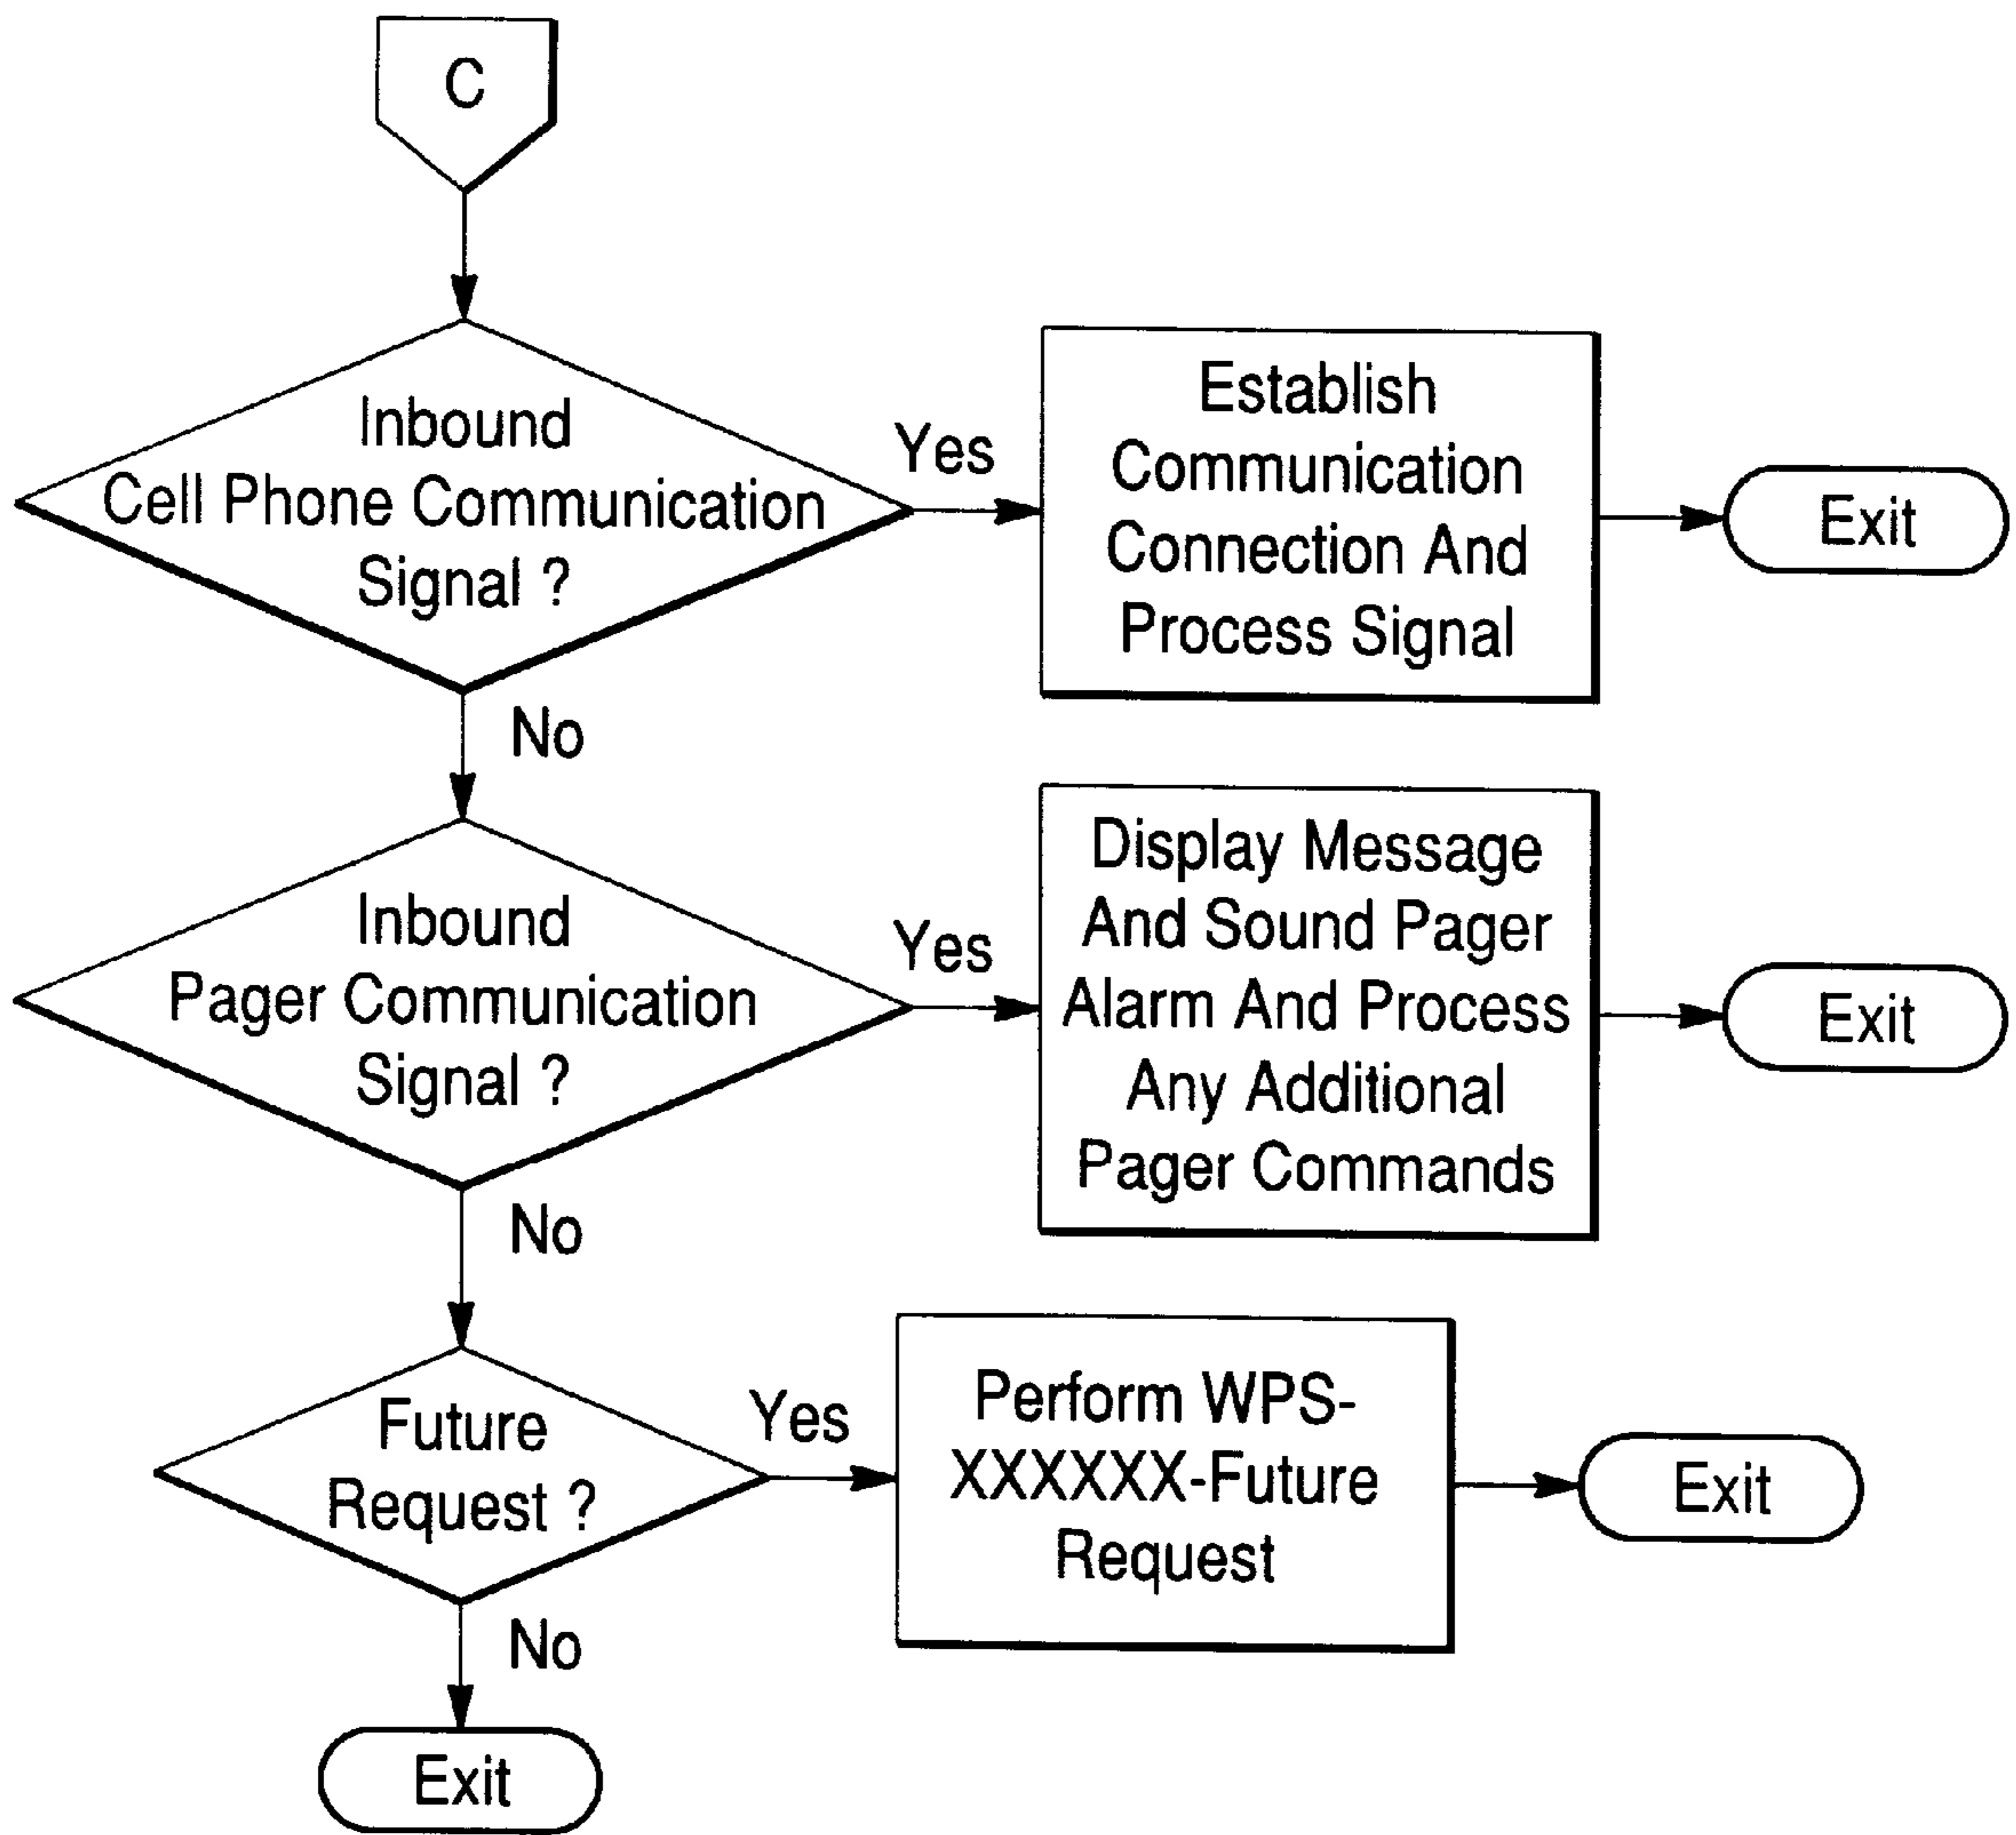 C
Inbound
Cell Phone Communication
Signal ?
Yes
Establish
Communication
Connection And
Process Signal
Exit
No
Inbound
Pager Communication
Signal ?
Yes
Display Message
And Sound Pager
Alarm And Process
Any Additional
Pager Commands
Exit
No
Future
Request ?
Yes
Perform WPS-
XXXXXX-Future
Request
Exit
No
Exit